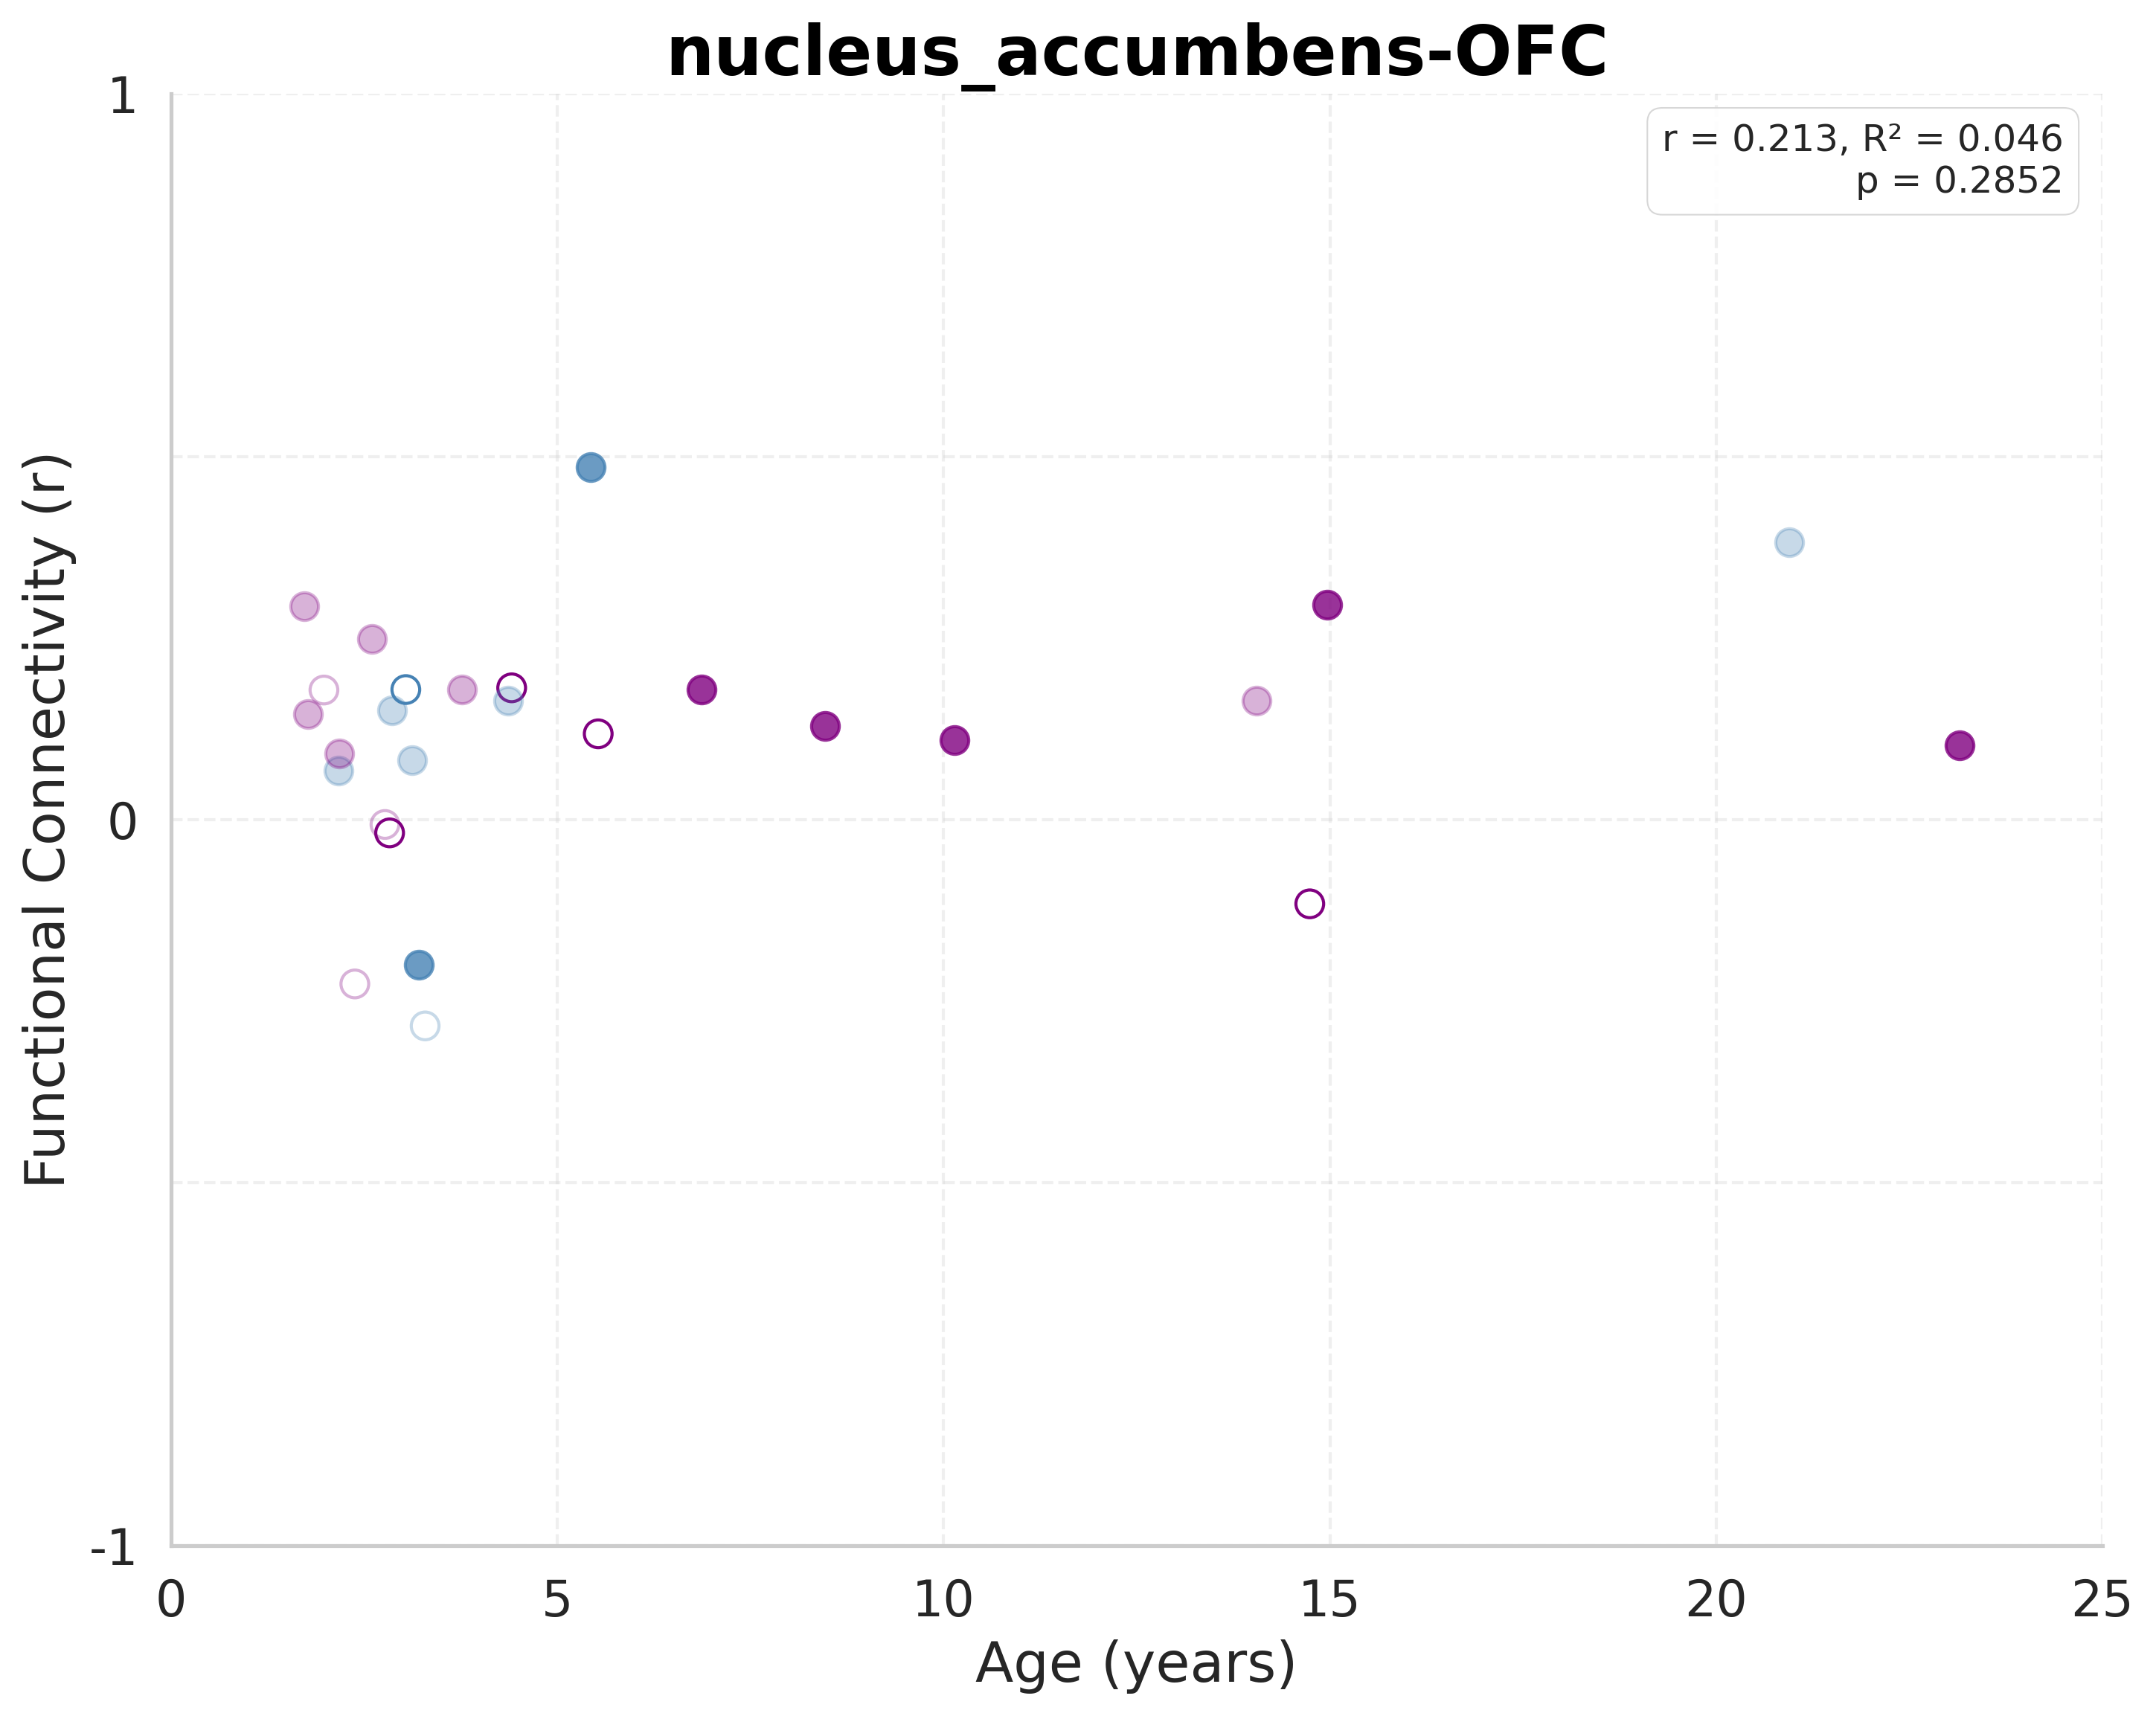 nucleus_accumbens-OFC
r = 0.213, R² = 0.046
p = 0.2852
Functional Connectivity (r)
1
0
-1
0 5 10 15 20 25
Age (years)